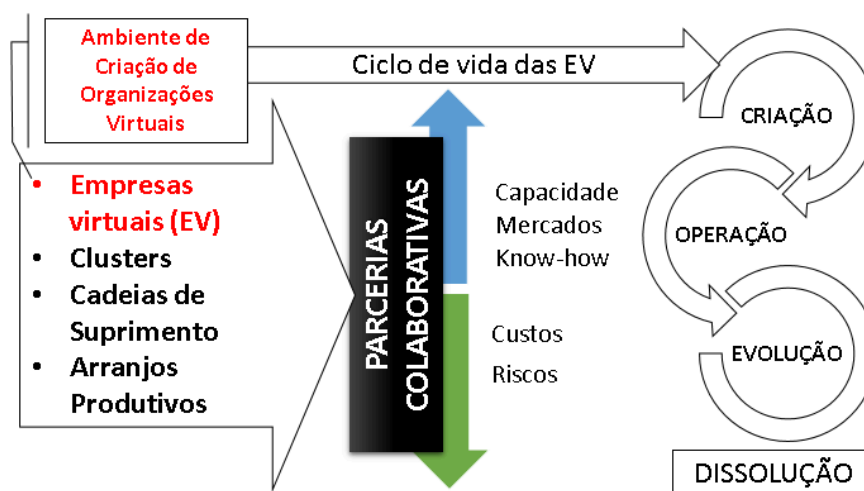 Ambiente de
Criação de
Organizações
Virtuais
Ciclo de vida das EV
• Empresas
virtuais (EV)
• Clusters
• Cadeias de
Suprimento
• Arranjos
Produtivos
PARCERIAS
COLABORATIVAS
Capacidade
Mercados
Know-how
Custos
Riscos
CRIAÇÃO
OPERAÇÃO
EVOLUÇÃO
DISSOLUÇÃO